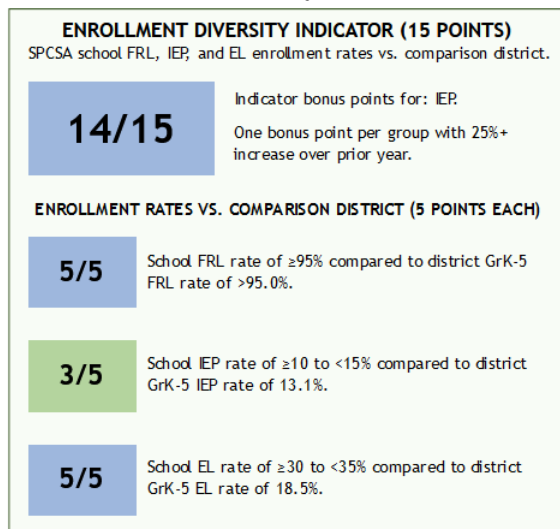 ENROLLMENT DIVERSITY INDICATOR (15 POINTS)
SPCSA school FRL, IEP, and EL enrollment rates vs. comparison district.
14/15
Indicator bonus points for: IEP.
One bonus point per group with 25%+
increase over prior year.
ENROLLMENT RATES VS. COMPARISON DISTRICT (5 POINTS EACH)
5/5
School FRL rate of ≥95% compared to district GrK-5
FRL rate of >95.0%.
3/5
School IEP rate of ≥10 to <15% compared to district
GrK-5 IEP rate of 13.1%.
5/5
School EL rate of ≥30 to <35% compared to district
GrK-5 EL rate of 18.5%.